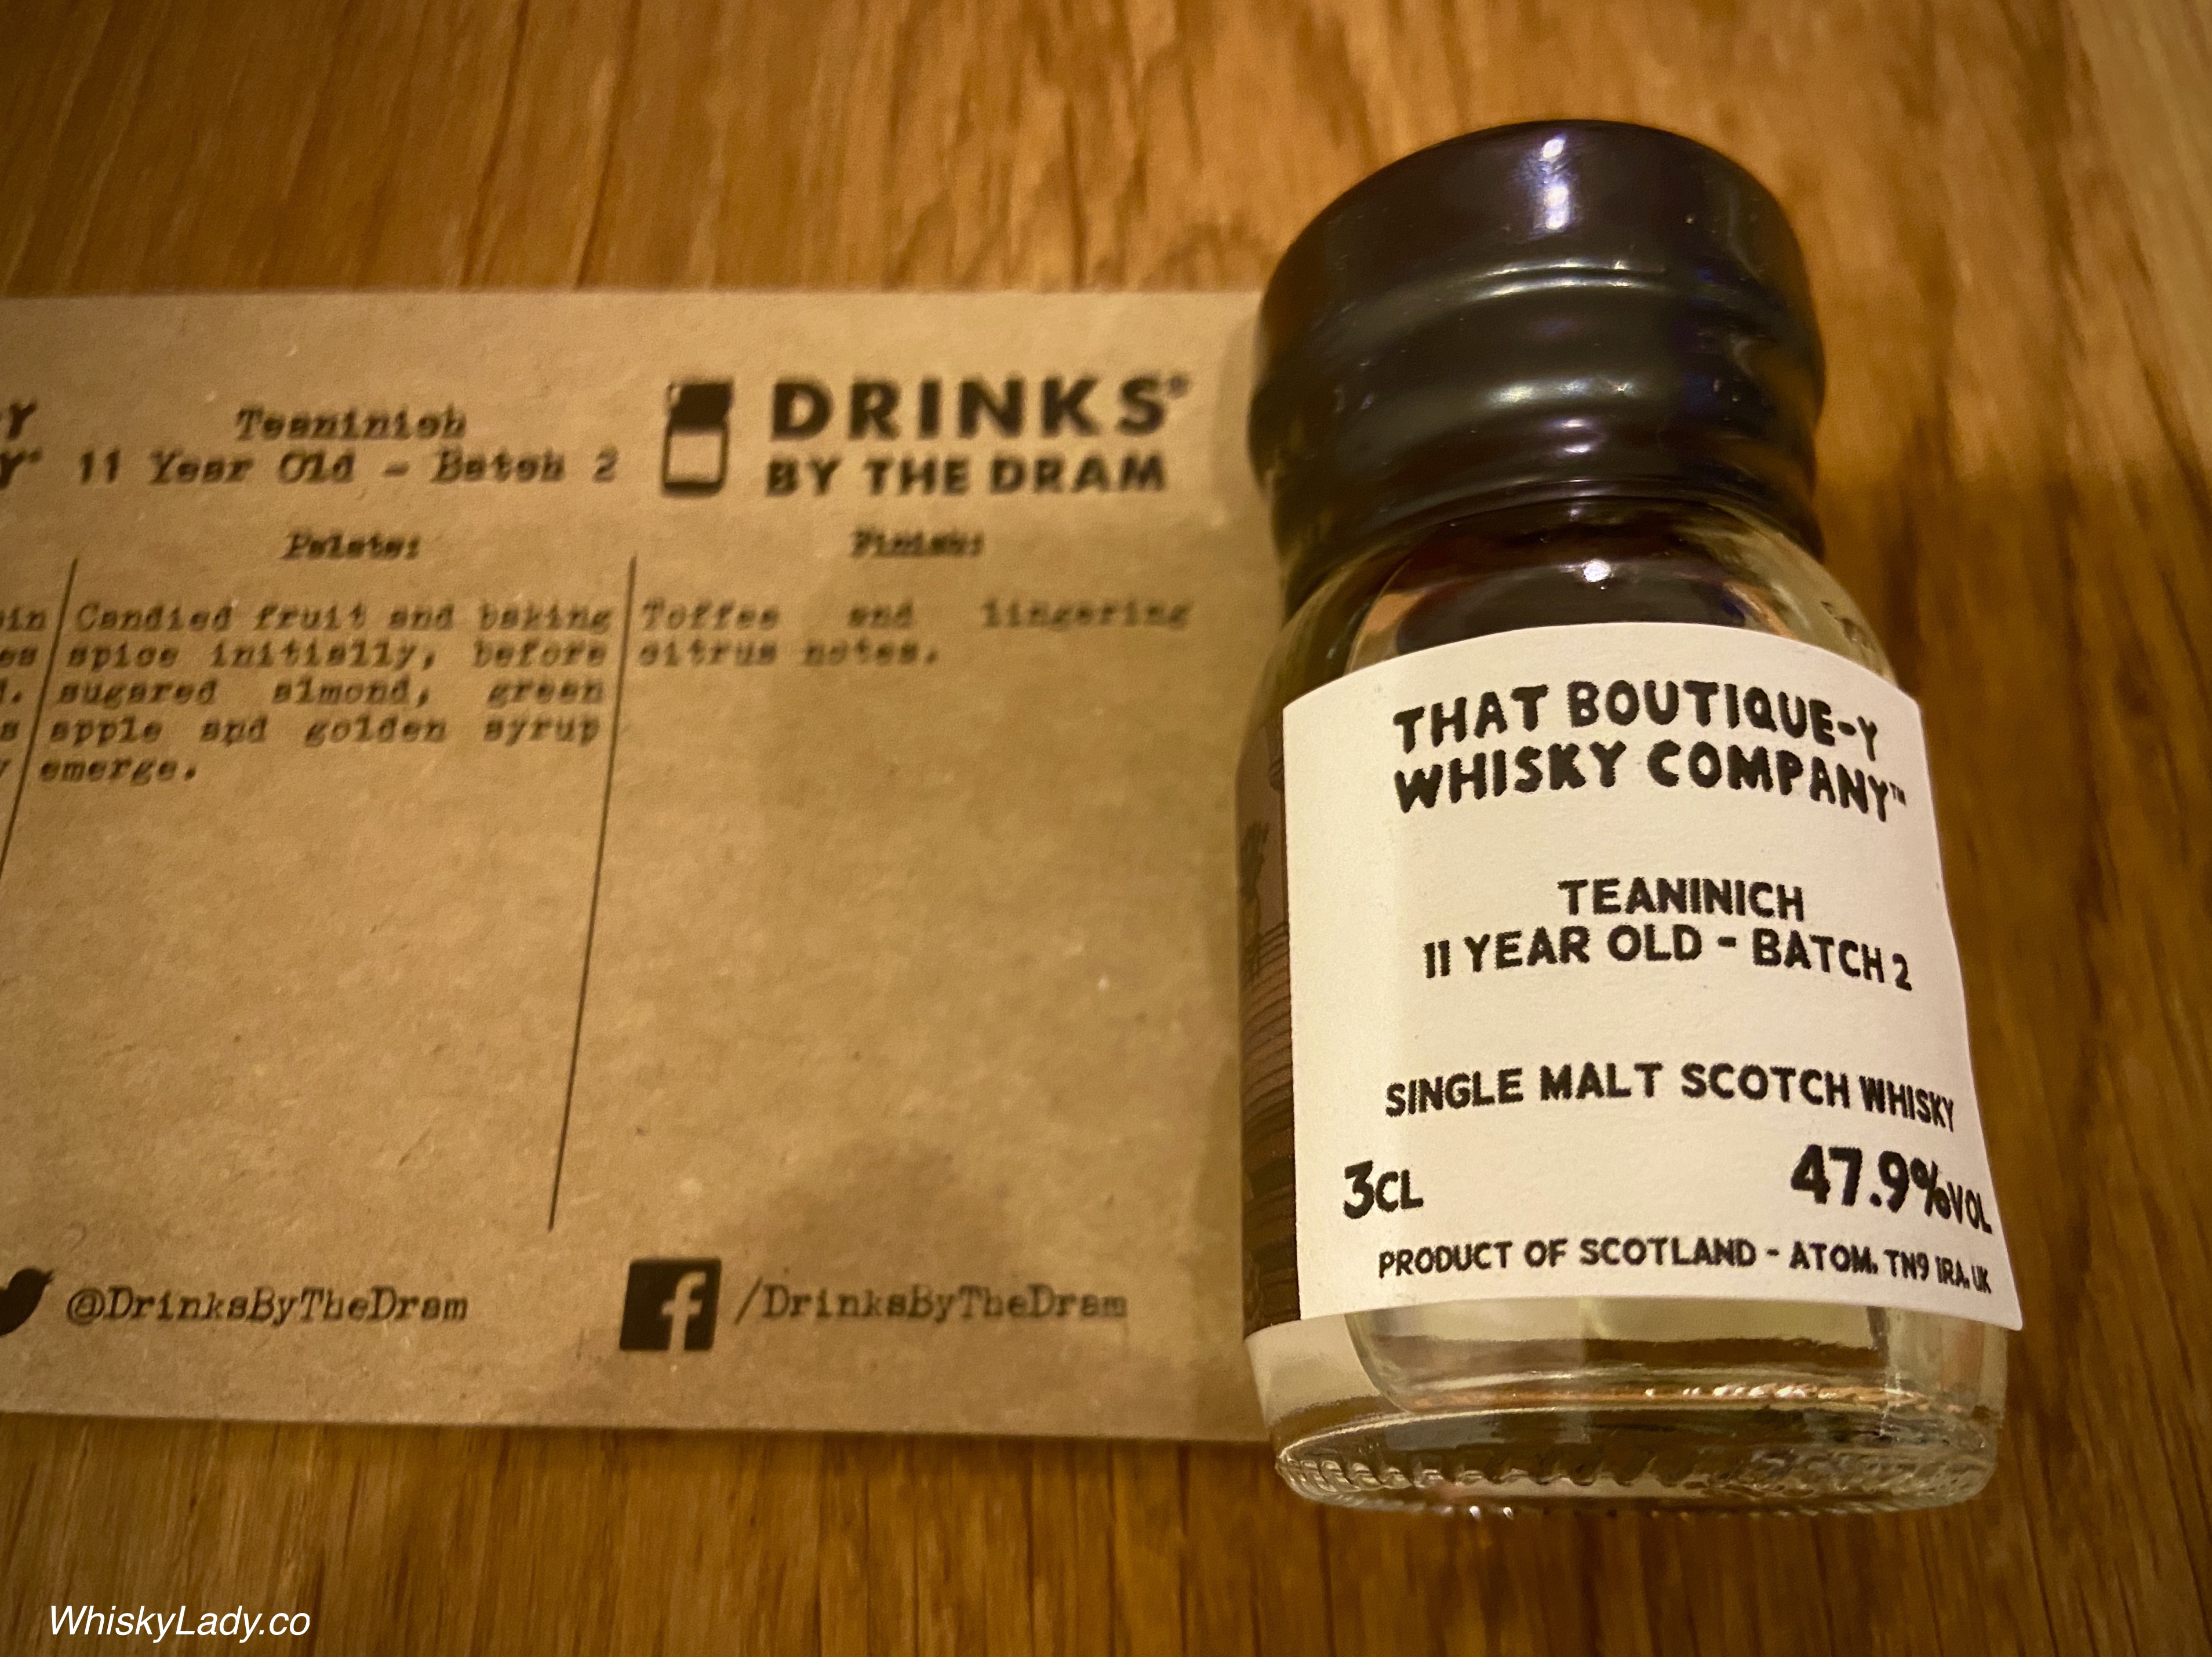 Teaninich
11 Year Old - Batch 2
DRINKS®
BY THE DRAM
Palate:
Candied fruit and baking
spice initially, before
sugared almond, green
apple and golden syrup
emerge.
Finish:
Toffee and lingering
citrus notes.
@DrinksByTheDram
/DrinksByTheDram
THAT BOUTIQUE-Y
WHISKY COMPANY™
TEANINICH
11 YEAR OLD - BATCH 2
SINGLE MALT SCOTCH WHISKY
3CL 47.9%VOL
PRODUCT OF SCOTLAND - ATOM, TN9 1RA, UK
WhiskyLady.co